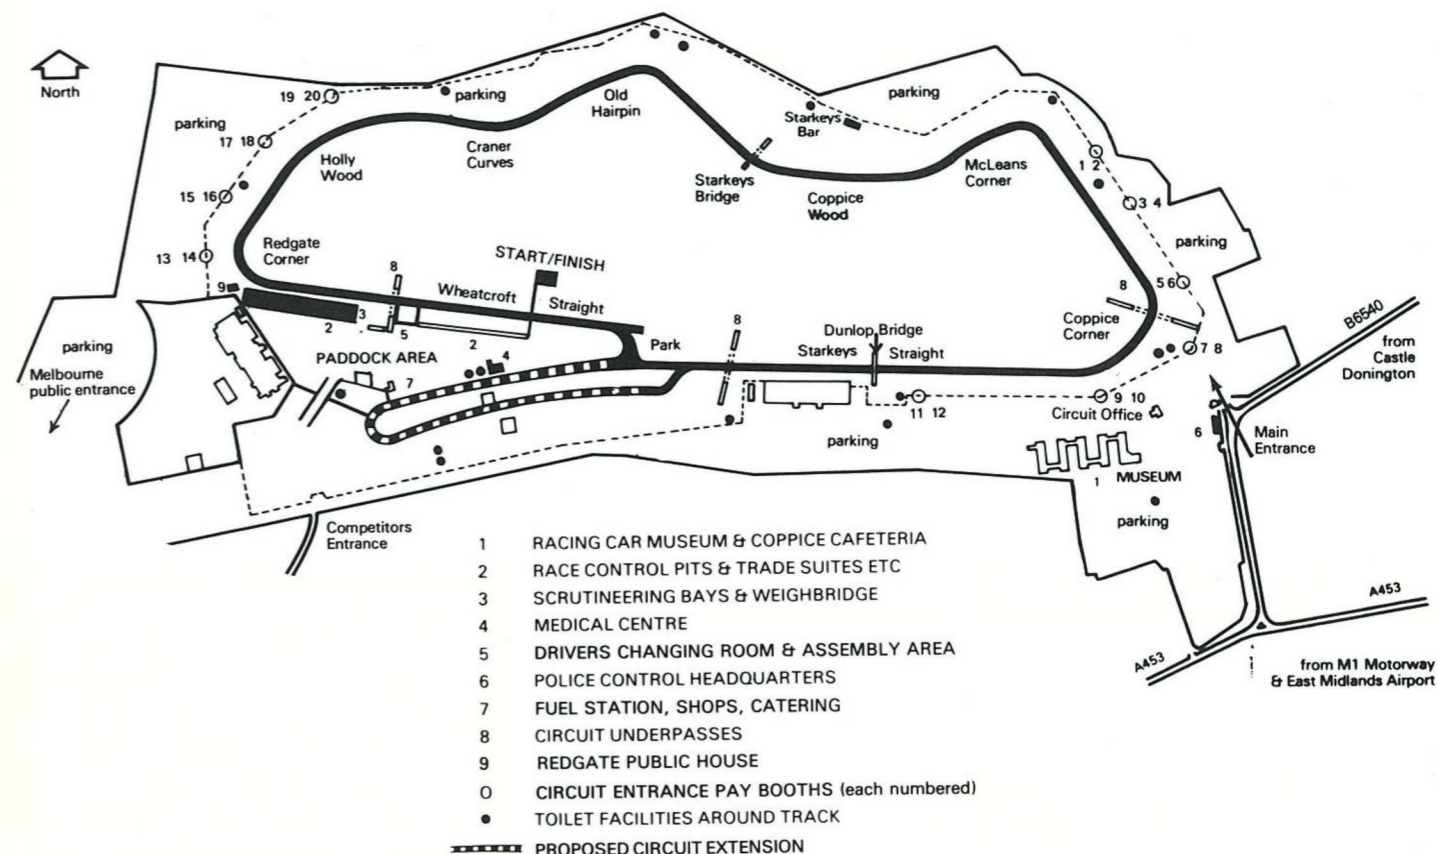 North
19 20
parking
17 18
15 16
13 14
9
parking
Old
Hairpin
Craner
Curves
Holly
Wood
Starkeys
Bar
parking
Starkeys
Bridge
Coppice
Wood
McLeans
Corner
1 2
3 4
parking
5 6
8
Coppice
Corner
7 8
Redgate
Corner
START/FINISH
8
Wheatcroft Straight
3
2
5
2
PADDOCK AREA
4
7
Park
8
Dunlop Bridge
Starkeys Straight
11 12
9 10
Circuit Office
parking
6
Main
Entrance
B6540
from
Castle
Donington
1
MUSEUM
parking
parking
Melbourne
public entrance
Competitors
Entrance
A453
A453
from M1 Motorway
& East Midlands Airport
1 RACING CAR MUSEUM & COPPICE CAFETERIA
2 RACE CONTROL PITS & TRADE SUITES ETC
3 SCRUTINEERING BAYS & WEIGHBRIDGE
4 MEDICAL CENTRE
5 DRIVERS CHANGING ROOM & ASSEMBLY AREA
6 POLICE CONTROL HEADQUARTERS
7 FUEL STATION, SHOPS, CATERING
8 CIRCUIT UNDERPASSES
9 REDGATE PUBLIC HOUSE
O CIRCUIT ENTRANCE PAY BOOTHS (each numbered)
● TOILET FACILITIES AROUND TRACK
PROPOSED CIRCUIT EXTENSION